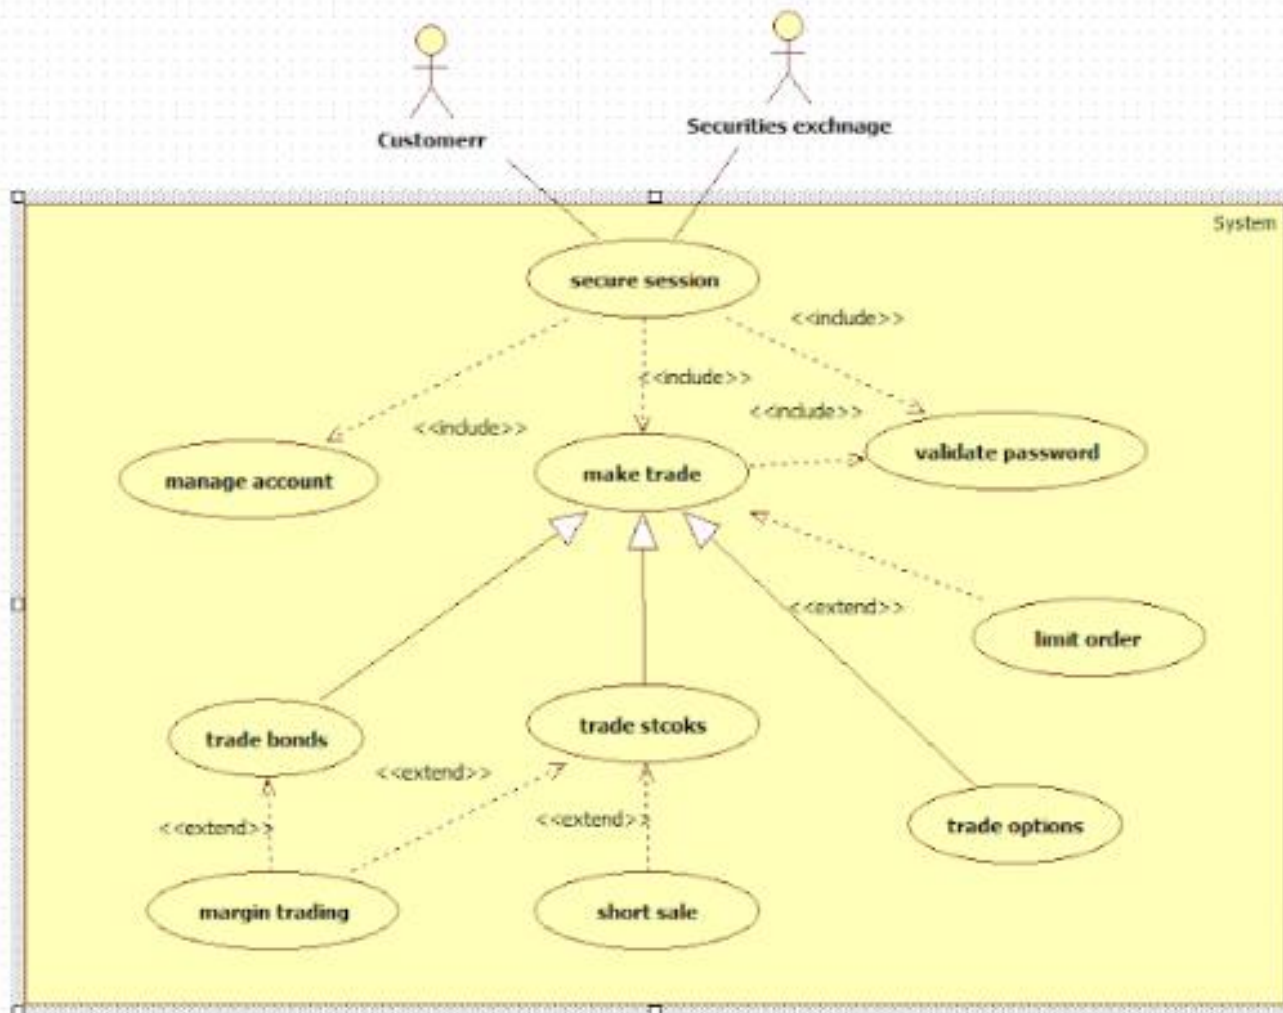 Securities exchnage
Customerr
System
secure session
<<include>>
<<include>>
<<include>>
<<include>>
validate password
make trade
manage account
<<extend>>
limit order
trade stcoks
trade bonds
<<extend>>
<<extend>>
<<extend>>
trade options
margin trading
short sale